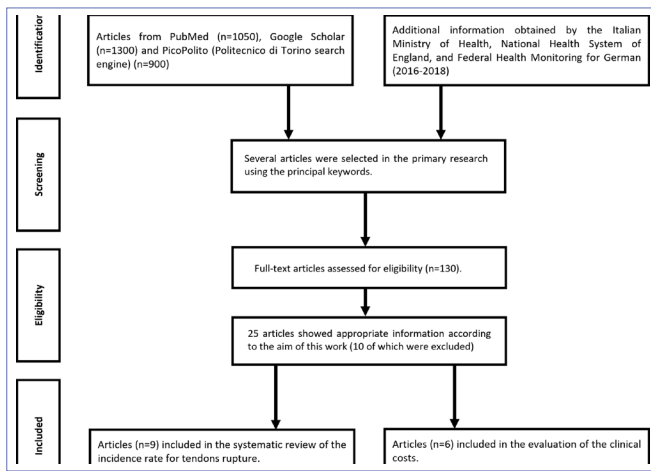 Identification
Articles from PubMed (n=1050), Google Scholar
(n=1300) and PicoPolito (Politecnico di Torino search
engine) (n=900)
Additional information obtained by the Italian
Ministry of Health, National Health System of
England, and Federal Health Monitoring for German
(2016-2018)
Screening
Several articles were selected in the primary research
using the principal keywords.
Eligibility
Full-text articles assessed for eligibility (n=130).
25 articles showed appropriate information according
to the aim of this work (10 of which were excluded)
Included
Articles (n=9) included in the systematic review of the
incidence rate for tendons rupture.
Articles (n=6) included in the evaluation of the clinical
costs.